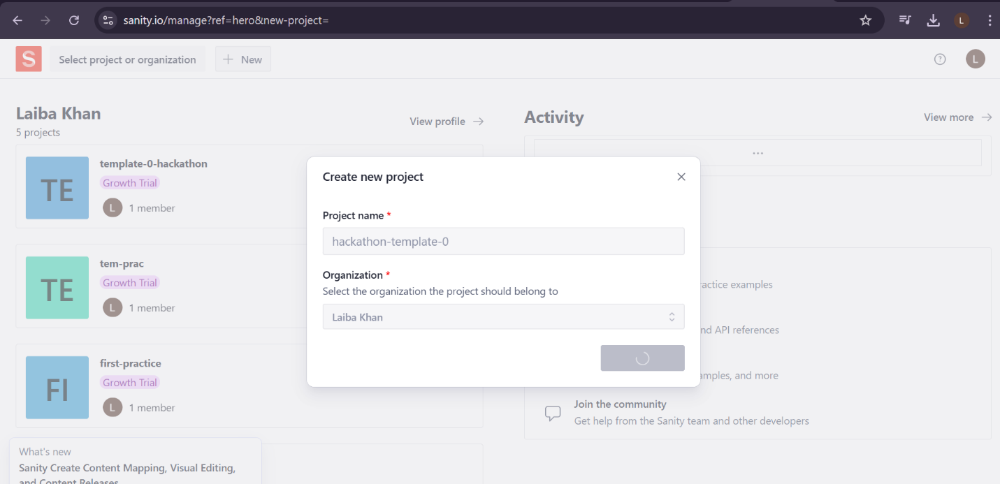 sanity.io/manage?ref=hero&new-project=
L
S
Select project or organization
New
L
Laiba Khan
5 projects
View profile
TE
template-0-hackathon
Growth Trial
L
1 member
TE
tem-prac
Growth Trial
L
1 member
FI
first-practice
Growth Trial
L
1 member
What's new
Sanity Create Content Mapping, Visual Editing,
and Content Releases
Create new project
Project name *
hackathon-template-0
Organization *
Select the organization the project should belong to
Laiba Khan
Activity
View more
...
examples
API references
and more
Join the community
Get help from the Sanity team and other developers